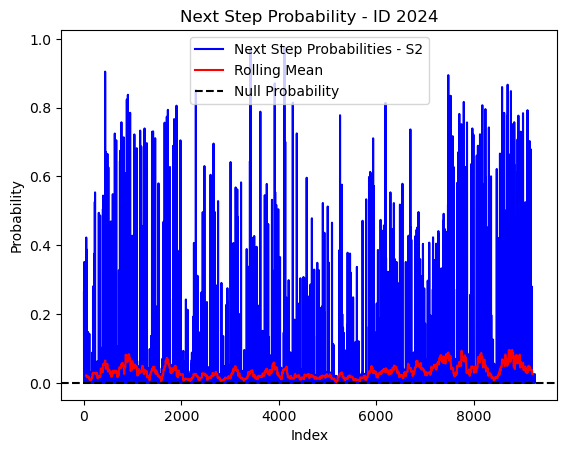 Next Step Probability - ID 2024
1.0
0.8
0.6
0.4
0.2
0.0
Probability
Next Step Probabilities - S2
Rolling Mean
Null Probability
0 2000 4000 6000 8000
Index